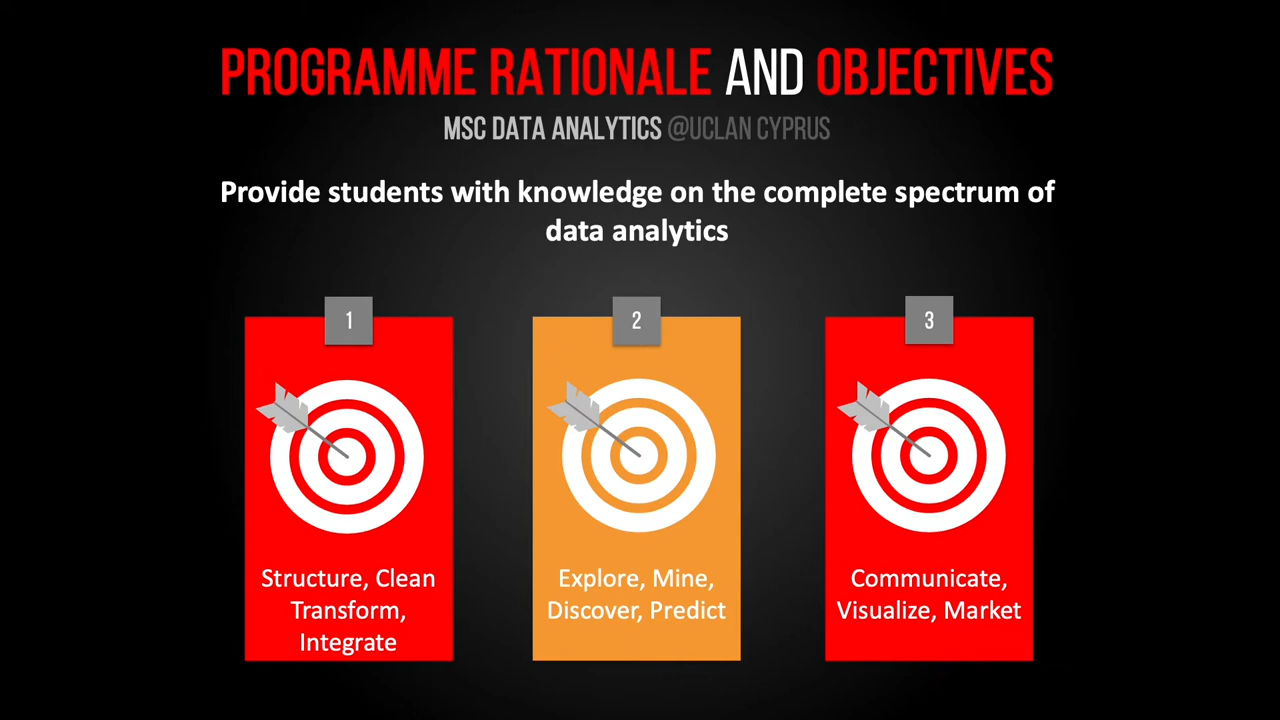 PROGRAMME RATIONALE AND OBJECTIVES
MSC DATA ANALYTICS @UCLAN CYPRUS
Provide students with knowledge on the complete spectrum of
data analytics
1
Structure, Clean
Transform,
Integrate
2
Explore, Mine,
Discover, Predict
3
Communicate,
Visualize, Market